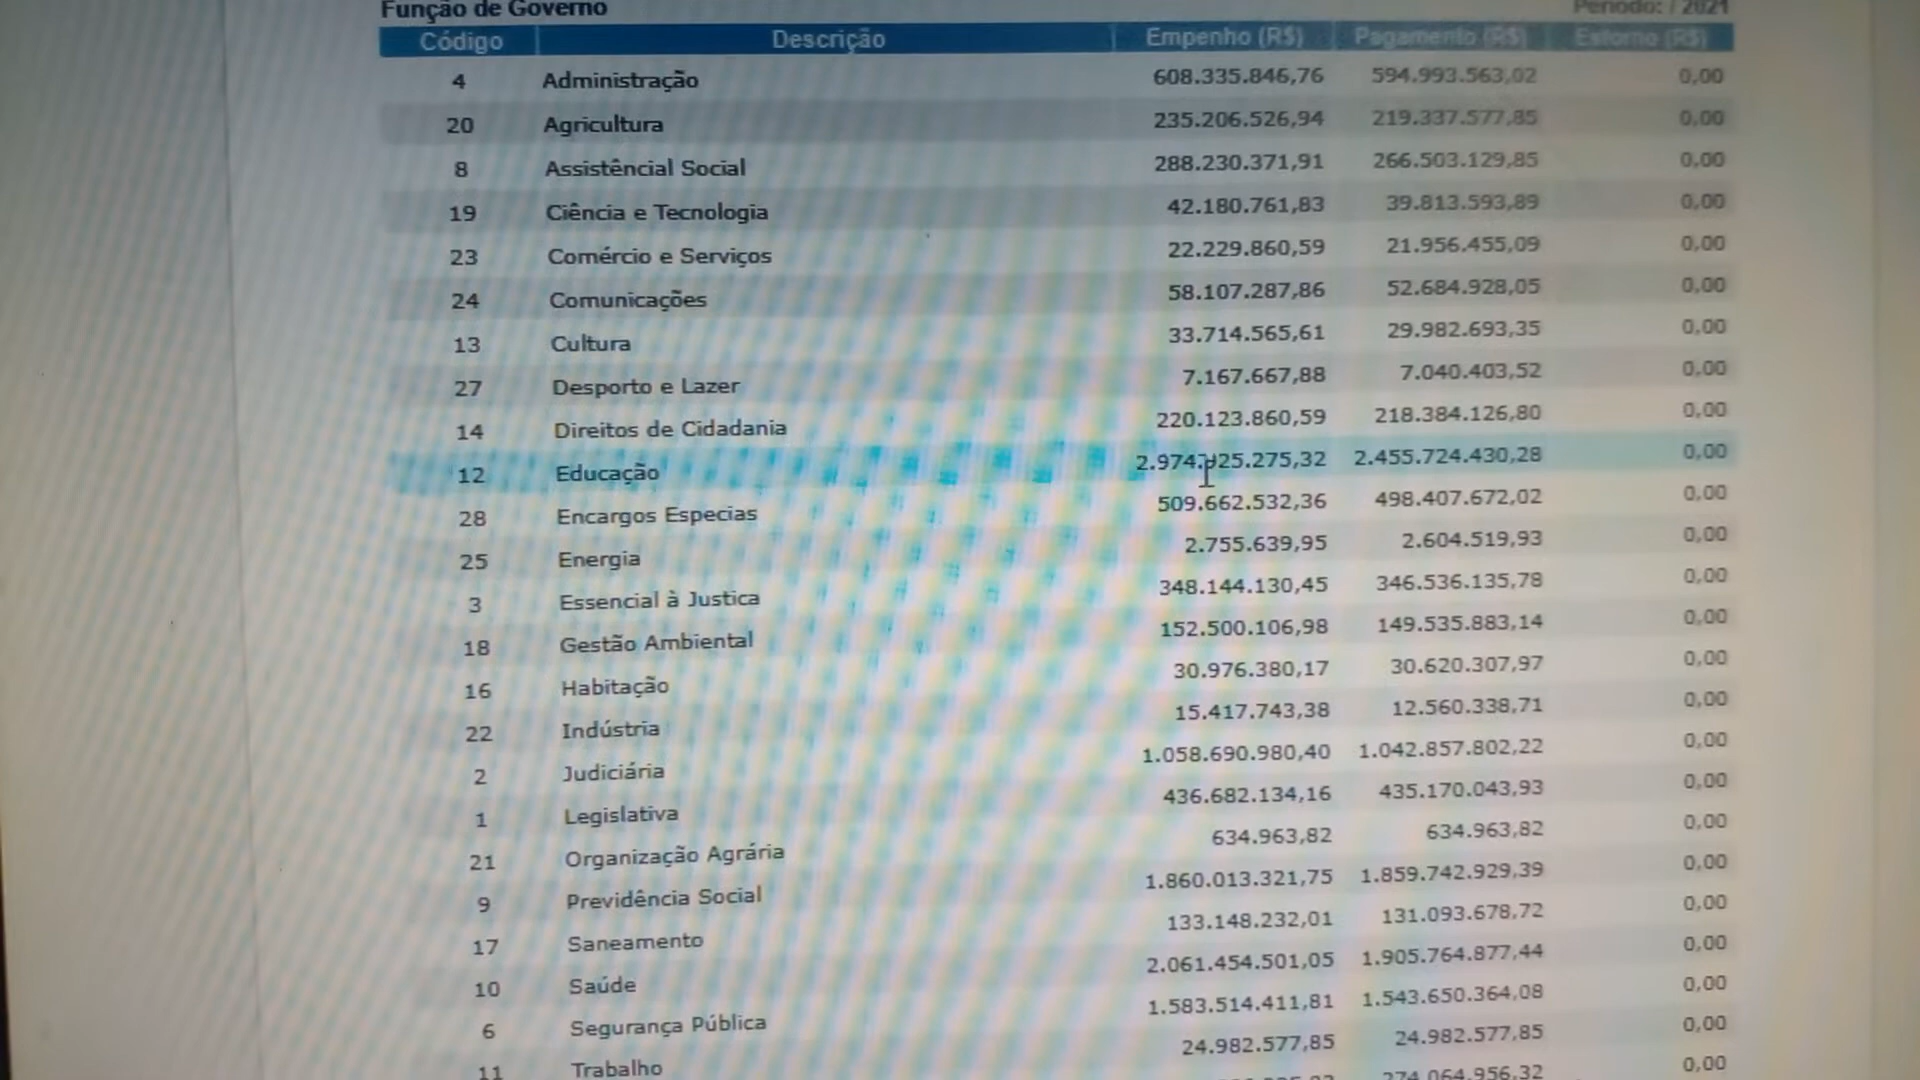 Função de Governo Período: / 2021
Código Descrição Empenho (R$) Pagamento (R$) Estorno (R$)
4 Administração 608.335.846,76 594.993.563,02 0,00
20 Agricultura 235.206.526,94 219.337.577,85 0,00
8 Assistêncial Social 288.230.371,91 266.503.129,85 0,00
19 Ciência e Tecnologia 42.180.761,83 39.813.593,89 0,00
23 Comércio e Serviços 22.229.860,59 21.956.455,09 0,00
24 Comunicações 58.107.287,86 52.684.928,05 0,00
13 Cultura 33.714.565,61 29.982.693,35 0,00
27 Desporto e Lazer 7.167.667,88 7.040.403,52 0,00
14 Direitos de Cidadania 220.123.860,59 218.384.126,80 0,00
12 Educação 2.455.724.430,28 0,00
28 Encargos Especias 509.662.532,36 498.407.672,02 0,00
25 Energia 2.755.639,95 2.604.519,93 0,00
3 Essencial à Justica 348.144.130,45 346.536.135,78 0,00
18 Gestão Ambiental 152.500.106,98 149.535.883,14 0,00
16 Habitação 30.976.380,17 30.620.307,97 0,00
22 Indústria 15.417.743,38 12.560.338,71 0,00
2 Judiciária 1.058.690.980,40 1.042.857.802,22 0,00
1 Legislativa 436.682.134,16 435.170.043,93 0,00
21 Organização Agrária 634.963,82 634.963,82 0,00
9 Previdência Social 1.860.013.321,75 1.859.742.929,39 0,00
17 Saneamento 133.148.232,01 131.093.678,72 0,00
10 Saúde 2.061.454.501,05 1.905.764.877,44 0,00
6 Segurança Pública 1.583.514.411,81 1.543.650.364,08 0,00
11 Trabalho 24.982.577,85 24.982.577,85 0,00
274.064.956,32 0,00